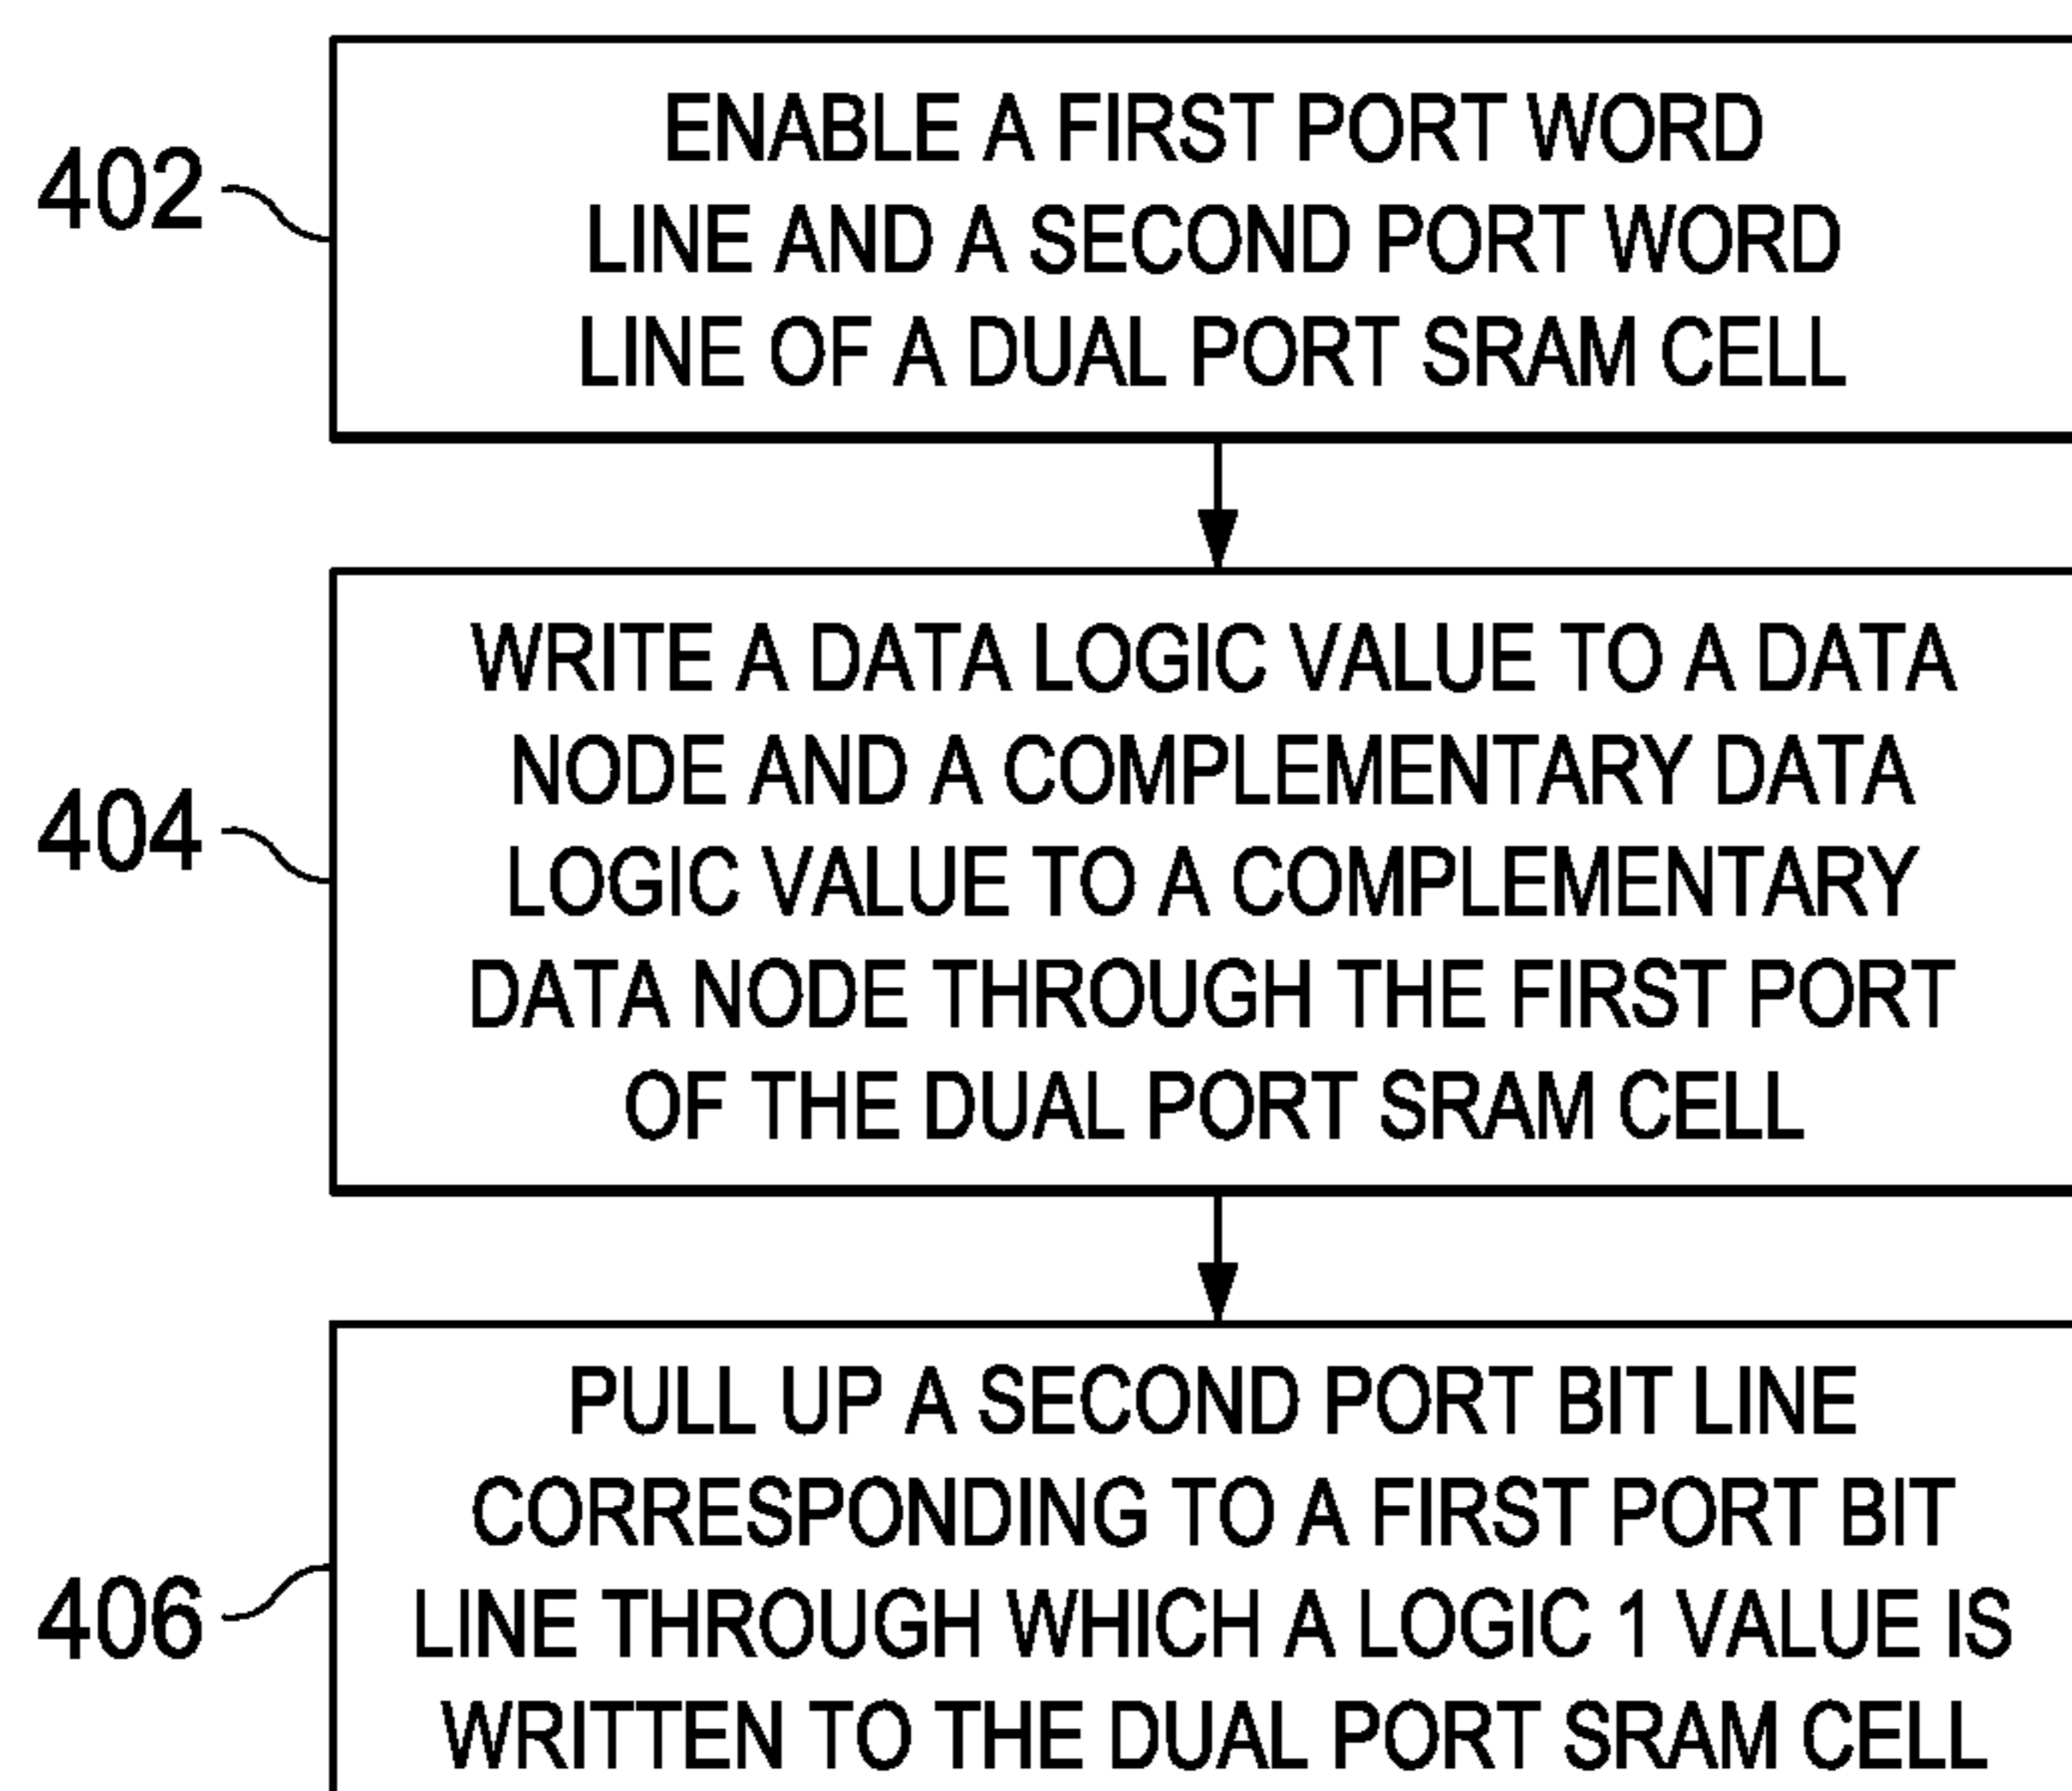 402
ENABLE A FIRST PORT WORD
LINE AND A SECOND PORT WORD
LINE OF A DUAL PORT SRAM CELL
404
WRITE A DATA LOGIC VALUE TO A DATA
NODE AND A COMPLEMENTARY DATA
LOGIC VALUE TO A COMPLEMENTARY
DATA NODE THROUGH THE FIRST PORT
OF THE DUAL PORT SRAM CELL
406
PULL UP A SECOND PORT BIT LINE
CORRESPONDING TO A FIRST PORT BIT
LINE THROUGH WHICH A LOGIC 1 VALUE IS
WRITTEN TO THE DUAL PORT SRAM CELL